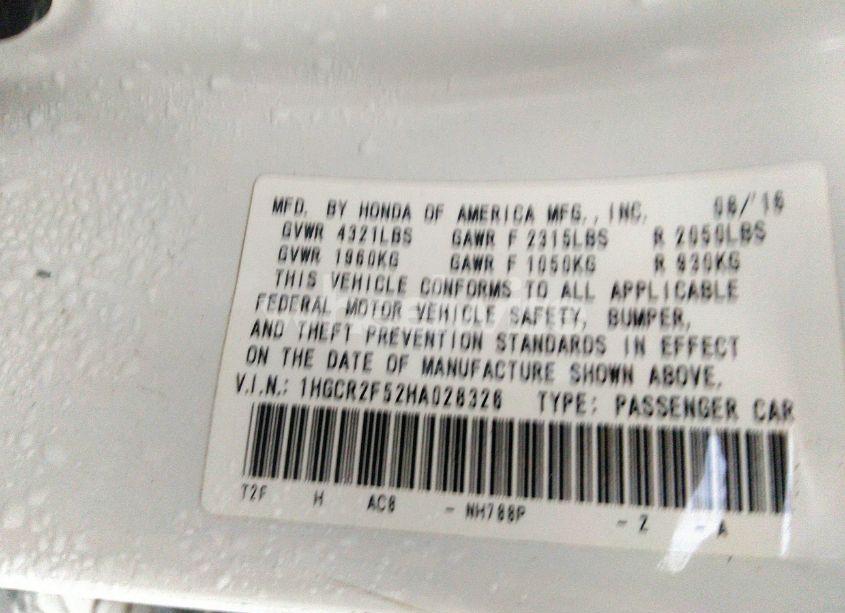 MFD. BY HONDA OF AMERICA MFG., INC. 08/'16
GVWR 4321LBS GAWR F 2315LBS R 2050LBS
GVWR 1960KG GAWR F 1050KG R 930KG
THIS VEHICLE CONFORMS TO ALL APPLICABLE
FEDERAL MOTOR VEHICLE SAFETY, BUMPER,
AND THEFT PREVENTION STANDARDS IN EFFECT
ON THE DATE OF MANUFACTURE SHOWN ABOVE.
V.I.N.: 1HGCR2F52HA028326 TYPE: PASSENGER CAR
T2F H AC8 - NH788P - Z - A